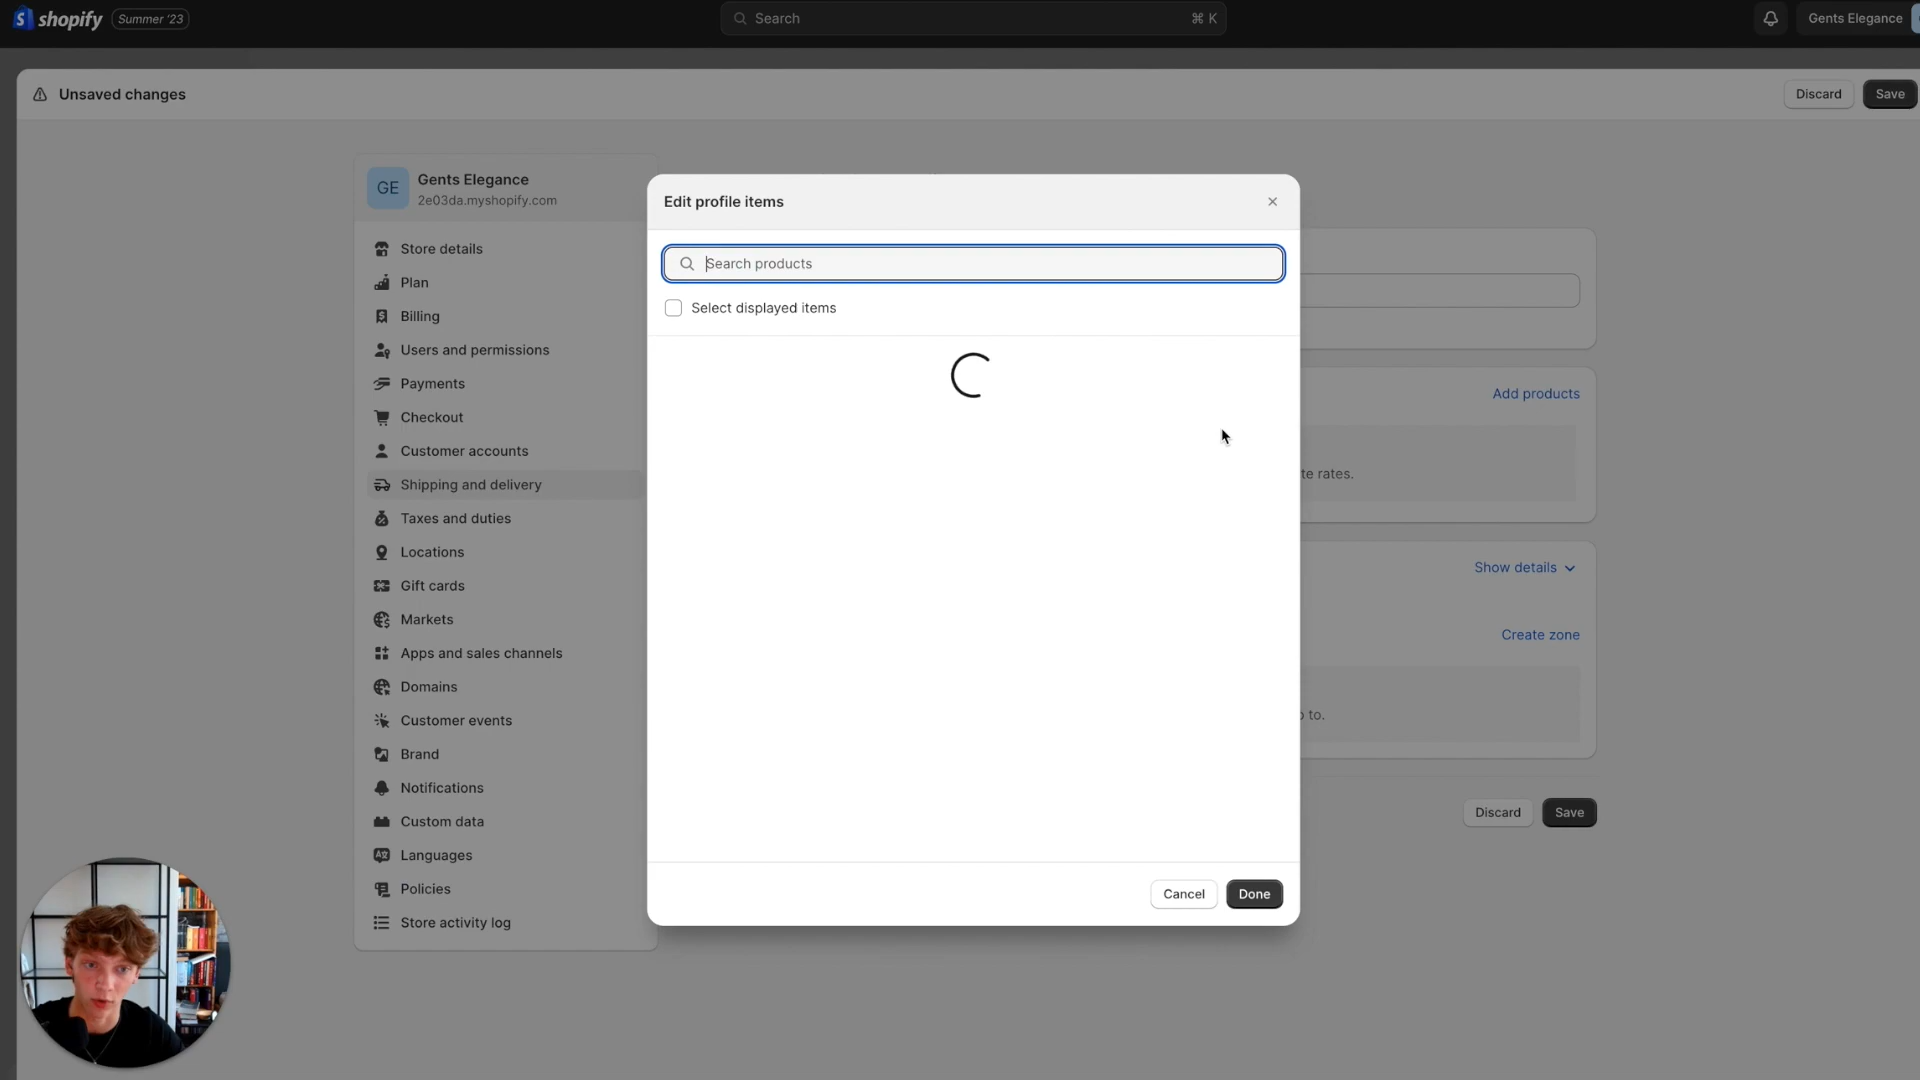 shopify
Summer '23
Search
⌘ K
Gents Elegance
Unsaved changes
Discard
Save
GE
Gents Elegance
2e03da.myshopify.com
Store details
Plan
Billing
Users and permissions
Payments
Checkout
Customer accounts
Shipping and delivery
Taxes and duties
Locations
Gift cards
Markets
Apps and sales channels
Domains
Customer events
Brand
Notifications
Custom data
Languages
Policies
Store activity log
Edit profile items
Search products
Select displayed items
Cancel
Done
Add products
te rates.
Show details
Create zone
to.
Discard
Save